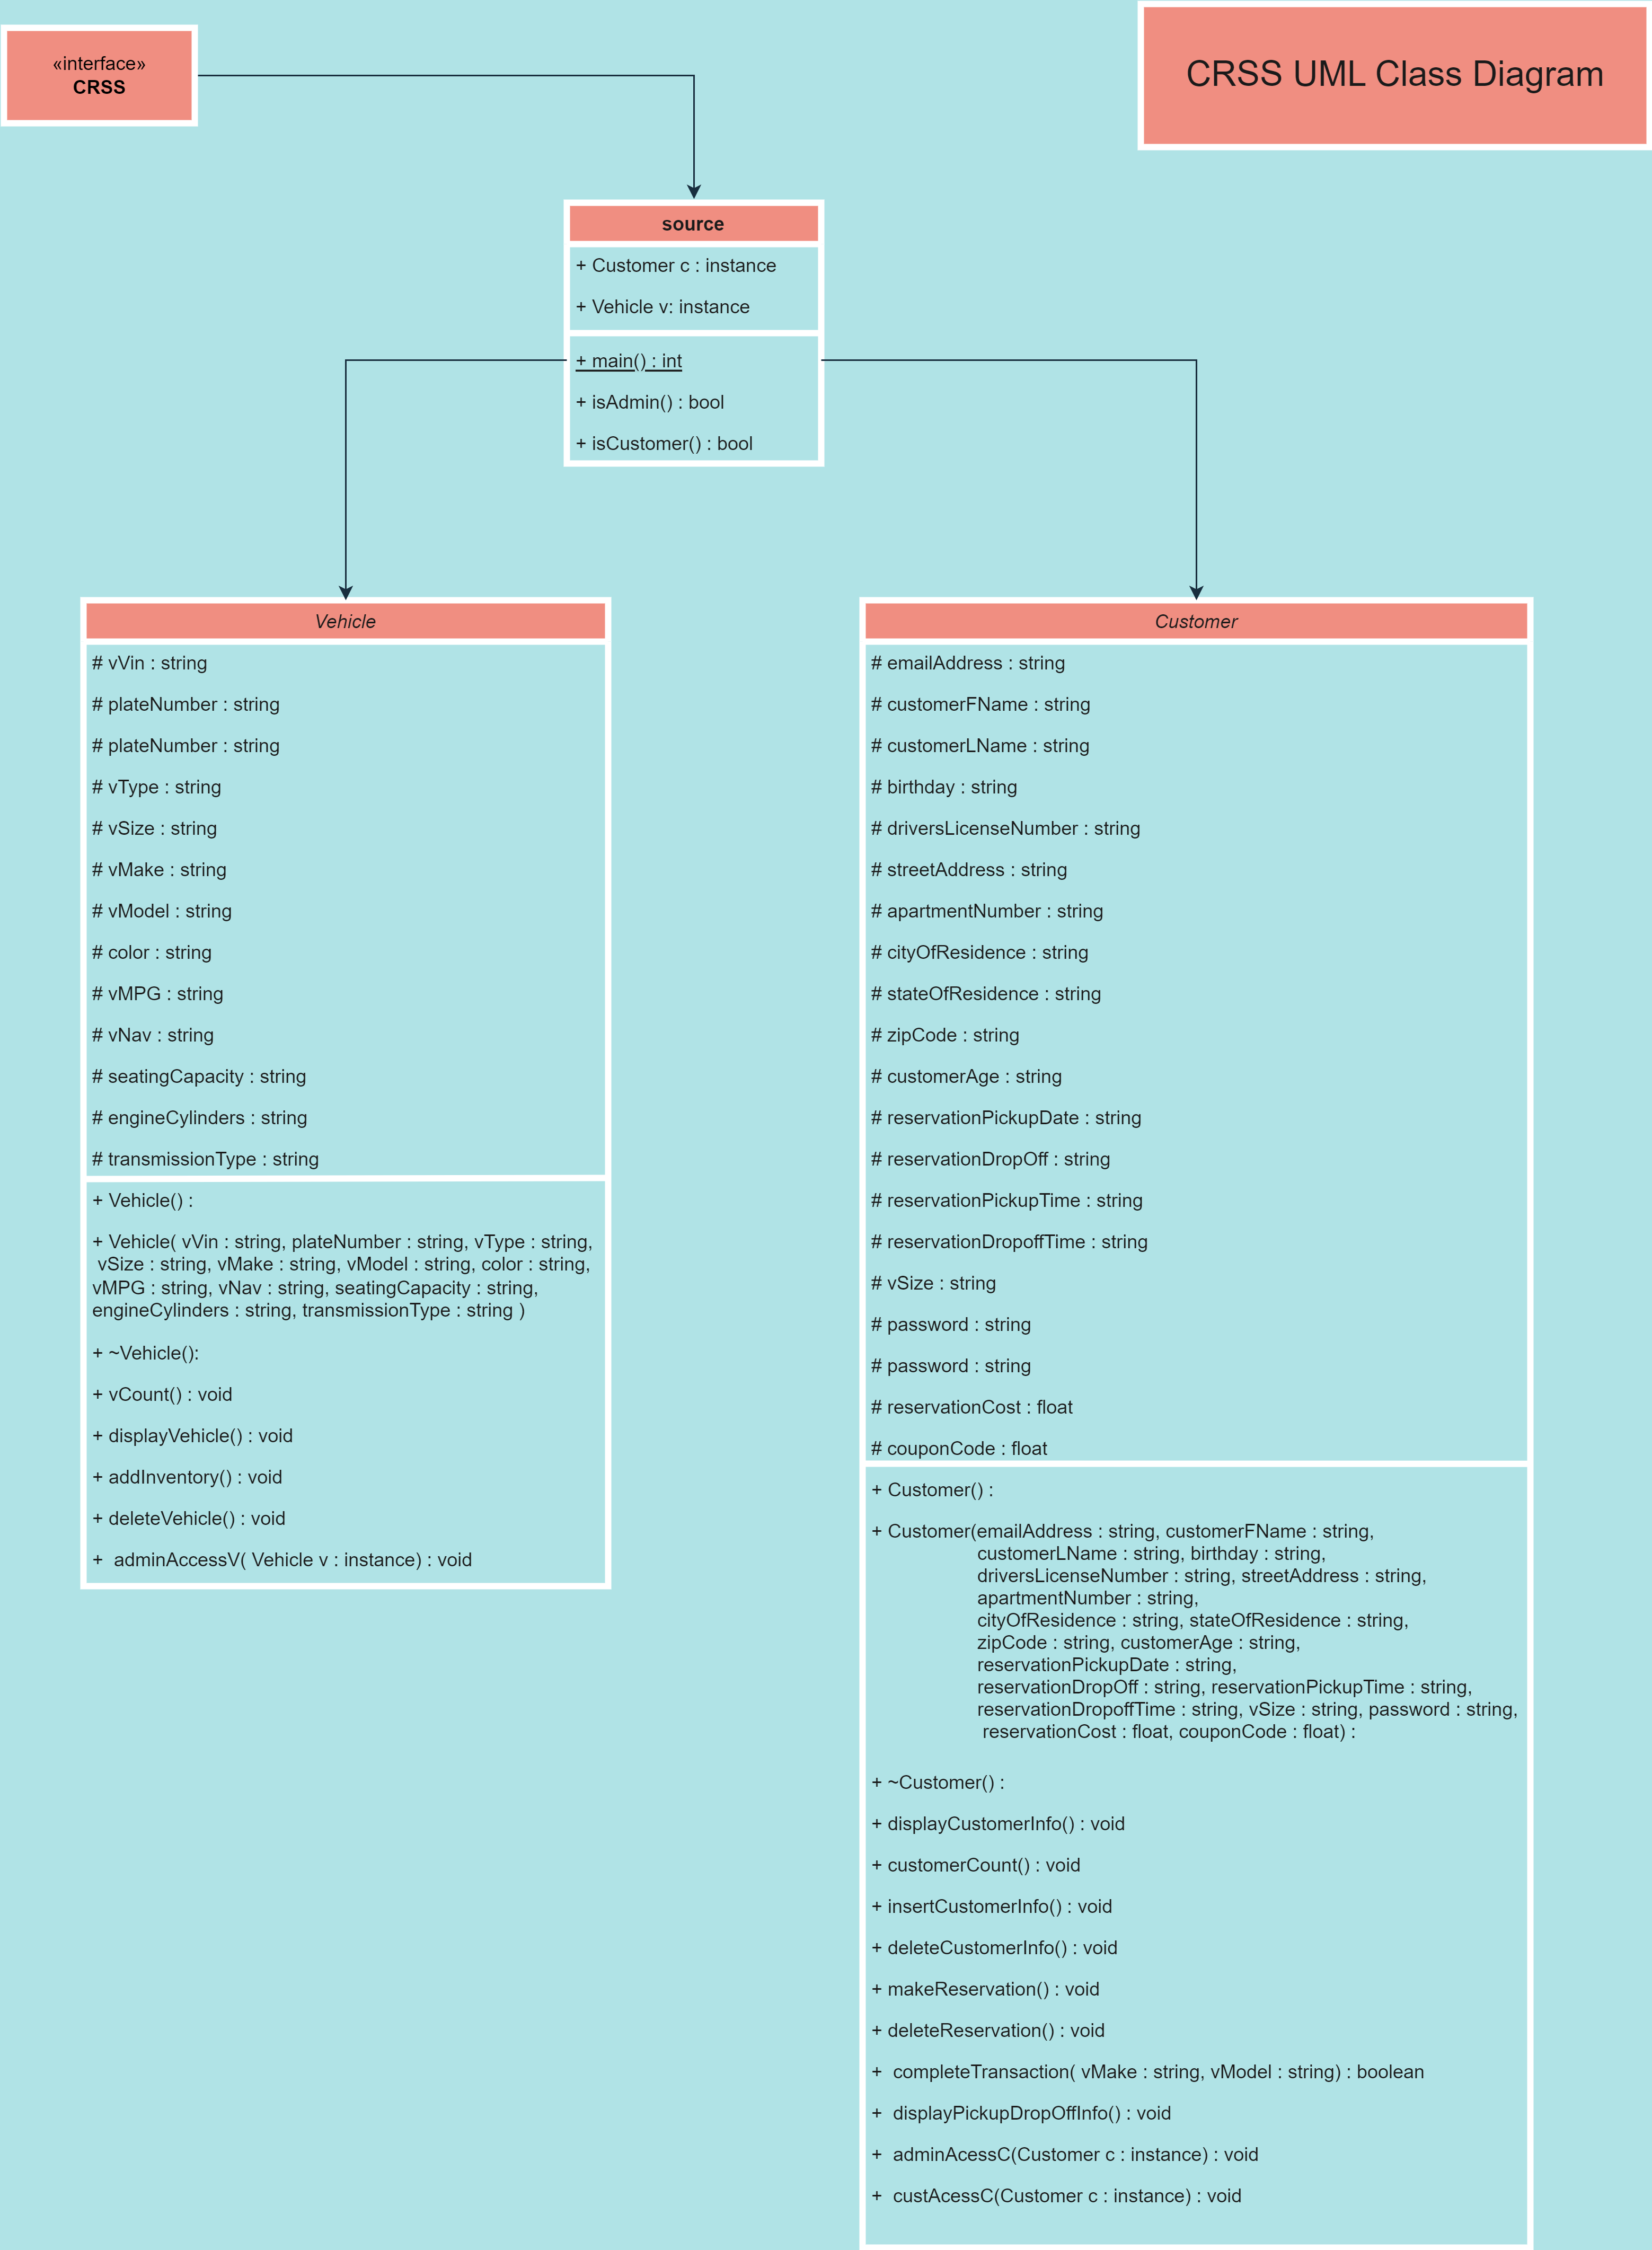 «interface»
CRSS
CRSS UML Class Diagram
source
+ Customer c : instance
+ Vehicle v: instance
+ main() : int
+ isAdmin() : bool
+ isCustomer() : bool
Vehicle
# vVin : string
# plateNumber : string
# plateNumber : string
# vType : string
# vSize : string
# vMake : string
# vModel : string
# color : string
# vMPG : string
# vNav : string
# seatingCapacity : string
# engineCylinders : string
# transmissionType : string
+ Vehicle() :
+ Vehicle( vVin : string, plateNumber : string, vType : string,
vSize : string, vMake : string, vModel : string, color : string,
vMPG : string, vNav : string, seatingCapacity : string,
engineCylinders : string, transmissionType : string )
+ ~Vehicle():
+ vCount() : void
+ displayVehicle() : void
+ addInventory() : void
+ deleteVehicle() : void
+ adminAccessV( Vehicle v : instance) : void
Customer
# emailAddress : string
# customerFName : string
# customerLName : string
# birthday : string
# driversLicenseNumber : string
# streetAddress : string
# apartmentNumber : string
# cityOfResidence : string
# stateOfResidence : string
# zipCode : string
# customerAge : string
# reservationPickupDate : string
# reservationDropOff : string
# reservationPickupTime : string
# reservationDropoffTime : string
# vSize : string
# password : string
# password : string
# reservationCost : float
# couponCode : float
+ Customer() :
+ Customer(emailAddress : string, customerFName : string,
customerLName : string, birthday : string,
driversLicenseNumber : string, streetAddress : string,
apartmentNumber : string,
cityOfResidence : string, stateOfResidence : string,
zipCode : string, customerAge : string,
reservationPickupDate : string,
reservationDropOff : string, reservationPickupTime : string,
reservationDropoffTime : string, vSize : string, password : string,
reservationCost : float, couponCode : float) :
+ ~Customer() :
+ displayCustomerInfo() : void
+ customerCount() : void
+ insertCustomerInfo() : void
+ deleteCustomerInfo() : void
+ makeReservation() : void
+ deleteReservation() : void
+ completeTransaction( vMake : string, vModel : string) : boolean
+ displayPickupDropOffInfo() : void
+ adminAcessC(Customer c : instance) : void
+ custAcessC(Customer c : instance) : void